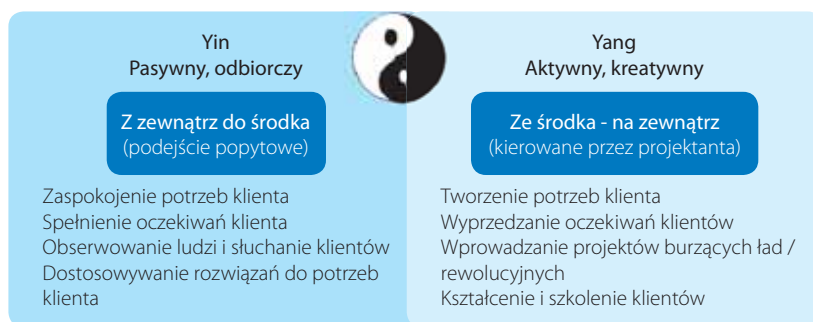 Yin
Pasywny, odbiorczy
Z zewnątrz do środka
(podejście popytowe)
Zaspokojenie potrzeb klienta
Spełnienie oczekiwań klienta
Obserwowanie ludzi i słuchanie klientów
Dostosowywanie rozwiązań do potrzeb
klienta
Yang
Aktywny, kreatywny
Ze środka - na zewnątrz
(kierowane przez projektanta)
Tworzenie potrzeb klienta
Wyprzedzanie oczekiwań klientów
Wprowadzanie projektów burzących ład /
rewolucyjnych
Kształcenie i szkolenie klientów